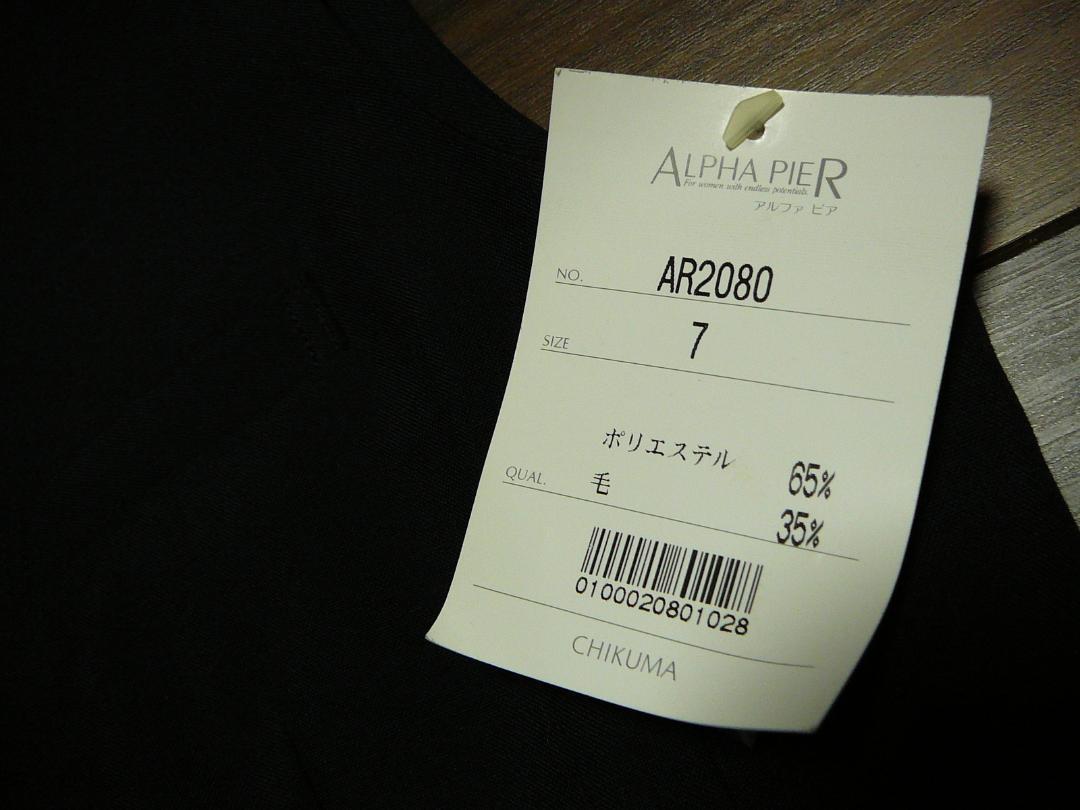 ALPHA PIER
For women with endless potentials.
アルファ ピア
NO. AR2080
SIZE 7
ポリエステル 65%
QUAL. 毛 35%
0100020801028
CHIKUMA